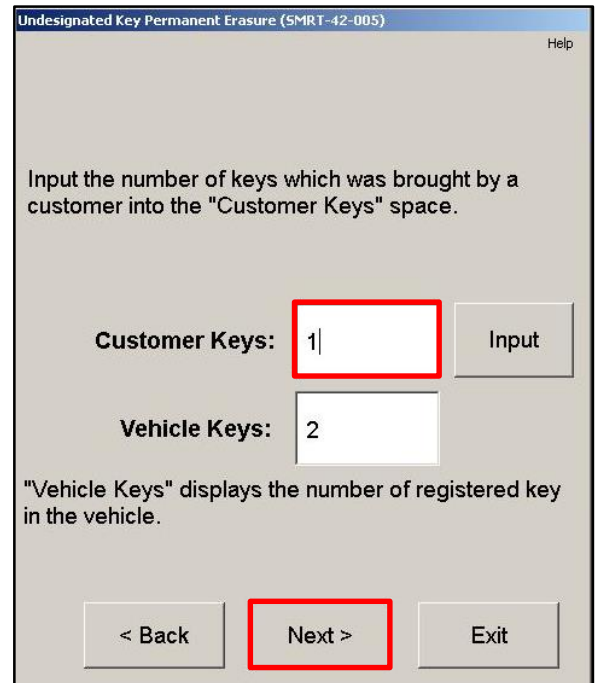 Undesignated Key Permanent Erasure (SMRT-42-005)
Help
Input the number of keys which was brought by a
customer into the "Customer Keys" space.
Customer Keys: 1 Input
Vehicle Keys: 2
"Vehicle Keys" displays the number of registered key
in the vehicle.
< Back Next > Exit